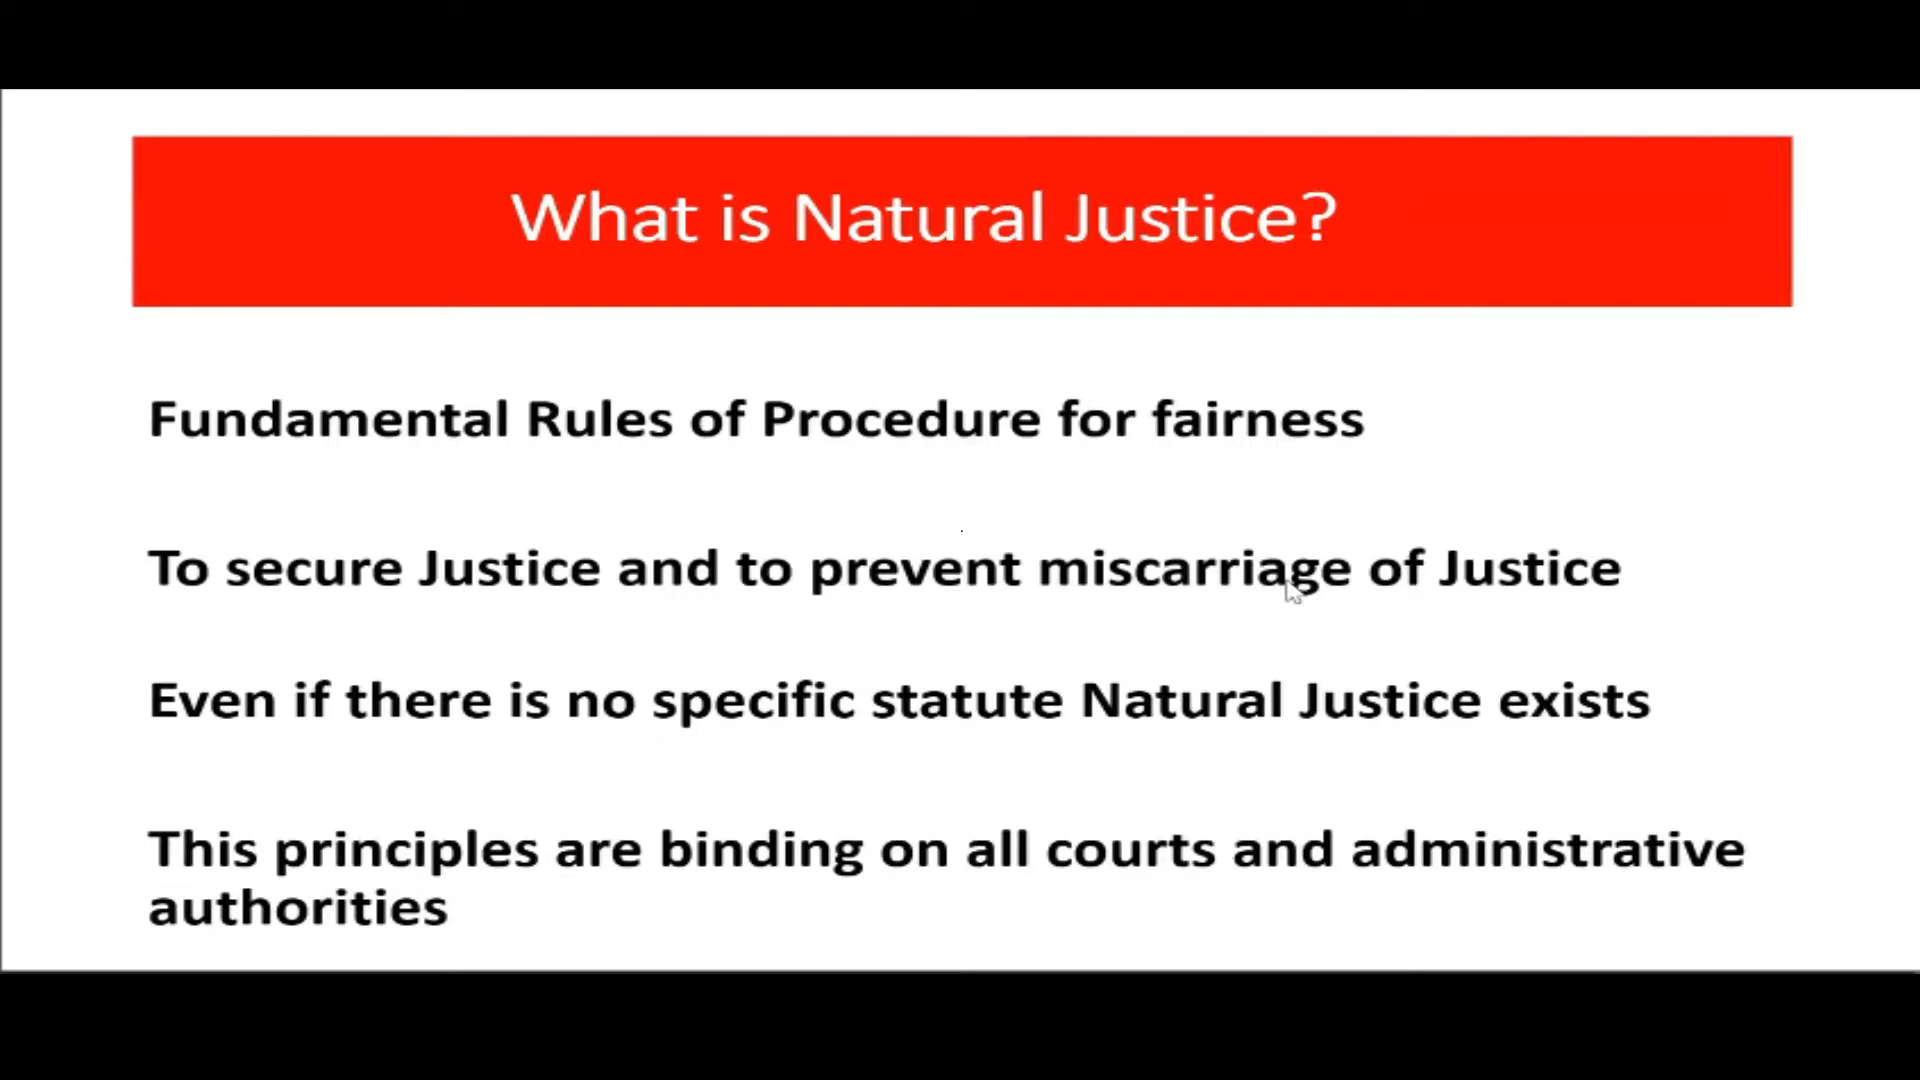 What is Natural Justice?
Fundamental Rules of Procedure for fairness
To secure Justice and to prevent miscarriage of Justice
Even if there is no specific statute Natural Justice exists
This principles are binding on all courts and administrative
authorities